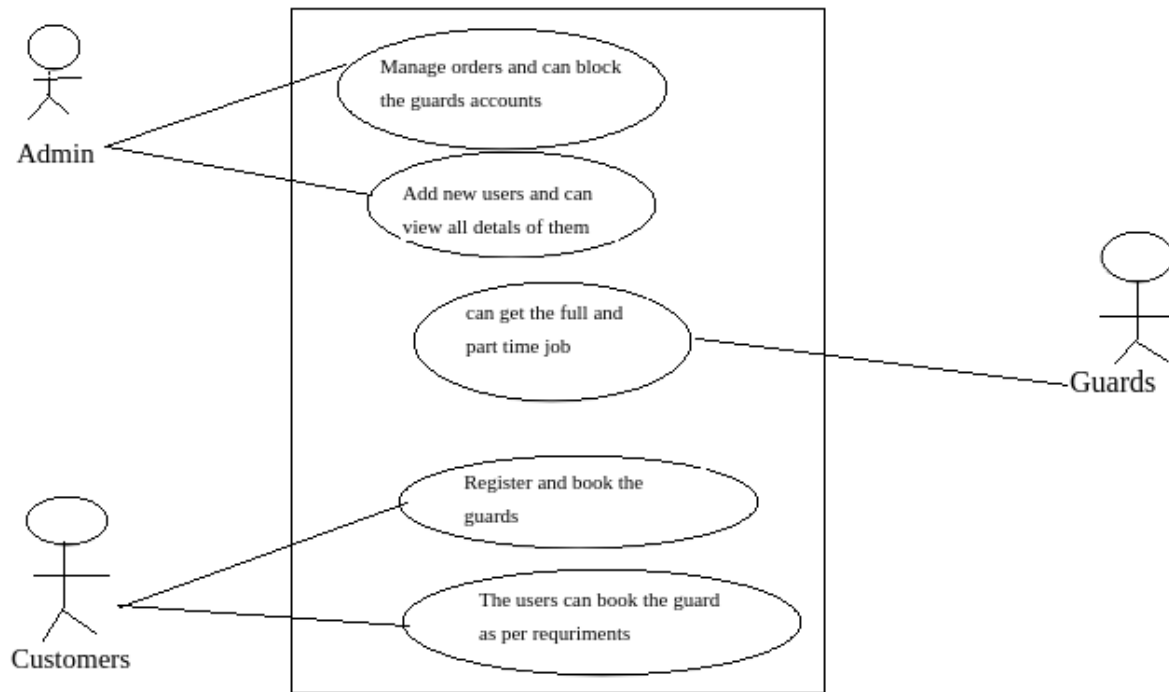 Manage orders and can block
the guards accounts
Admin
Add new users and can
view all detals of them
can get the full and
part time job
Guards
Register and book the
guards
The users can book the guard
as per requriments
Customers